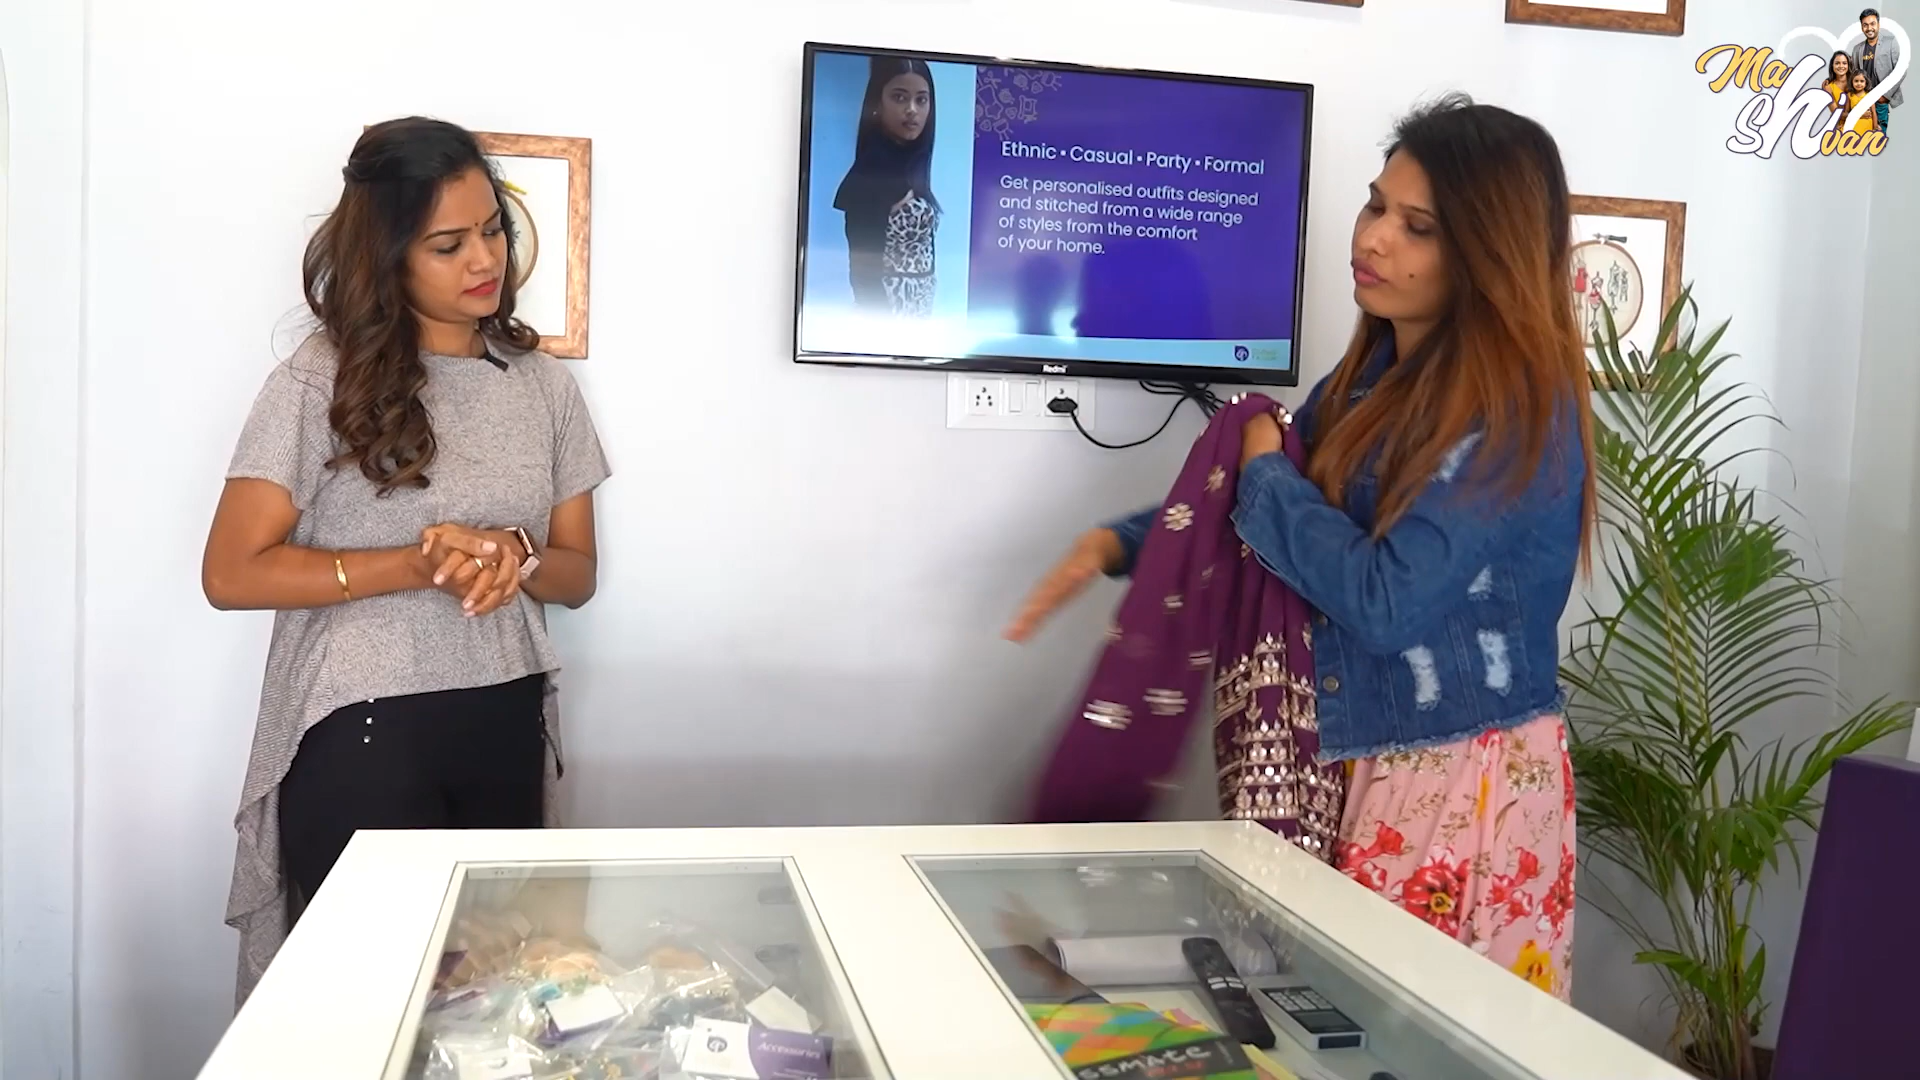 Ma
Shivan
Ethnic • Casual • Party • Formal
Get personalised outfits designed
and stitched from a wide range
of styles from the comfort
of your home.
Redmi
Accessories